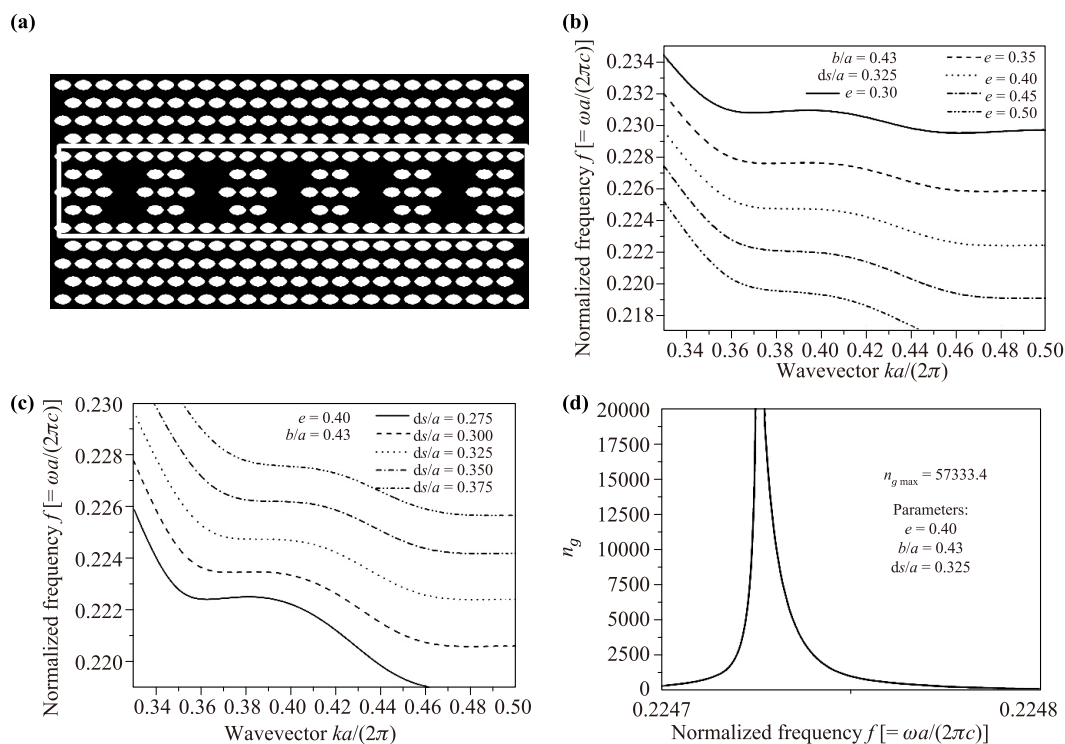 (a)
(b)
Normalized frequency f [= ωa/(2πc)]
0.234
0.232
0.230
0.228
0.226
0.224
0.222
0.220
0.218
b/a = 0.43
ds/a = 0.325
e = 0.30
e = 0.35
e = 0.40
e = 0.45
e = 0.50
0.34 0.36 0.38 0.40 0.42 0.44 0.46 0.48 0.50
Wavevector ka/(2π)
(c)
Normalized frequency f [= ωa/(2πc)]
0.230
0.228
0.226
0.224
0.222
0.220
e = 0.40
b/a = 0.43
ds/a = 0.275
ds/a = 0.300
ds/a = 0.325
ds/a = 0.350
ds/a = 0.375
0.34 0.36 0.38 0.40 0.42 0.44 0.46 0.48 0.50
Wavevector ka/(2π)
(d)
n_g
20000
17500
15000
12500
10000
7500
5000
2500
0
n_g max = 57333.4
Parameters:
e = 0.40
b/a = 0.43
ds/a = 0.325
0.2247 0.2248
Normalized frequency f [= ωa/(2πc)]